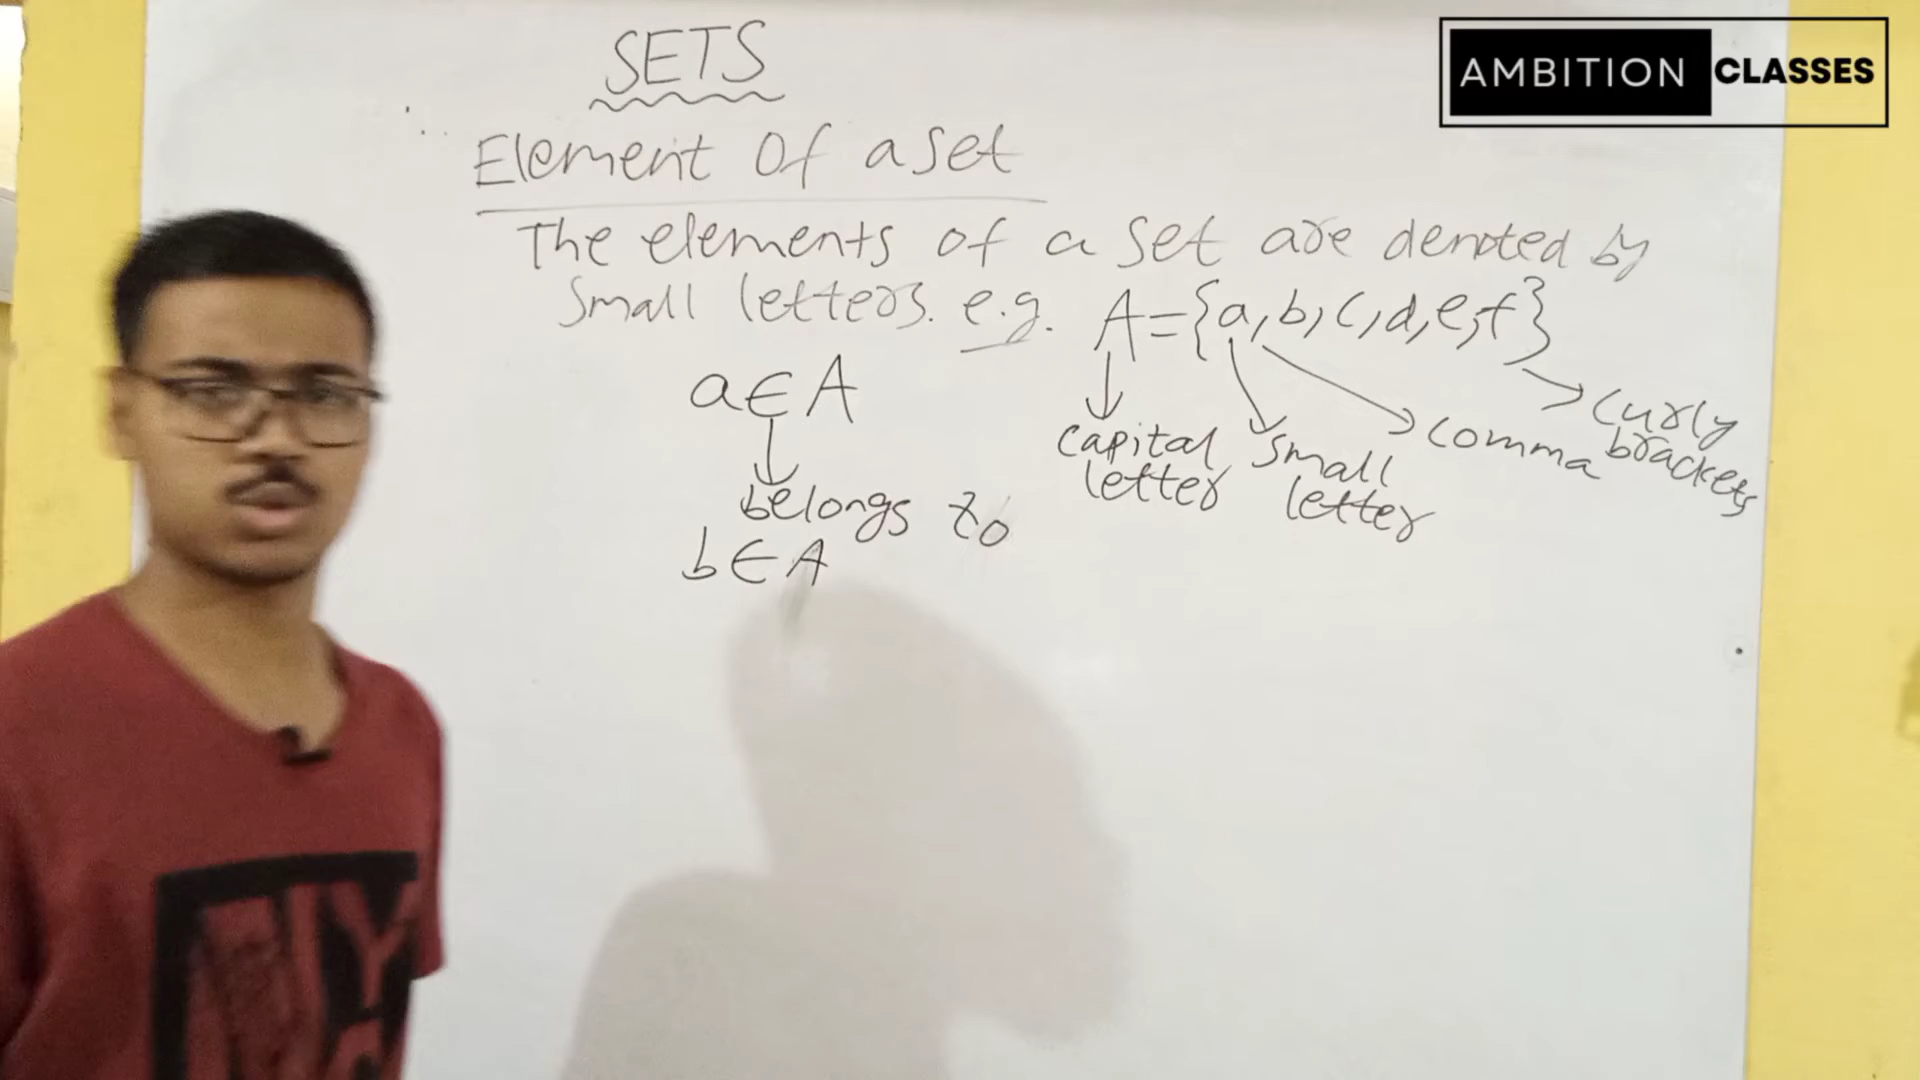 SETS
AMBITION CLASSES
Element Of a set
The elements of a set are denoted by
small letters. e.g. A={a,b,c,d,e,f}
a∈A
capital letter
small letter
comma
curly brackets
belongs to
b∈A